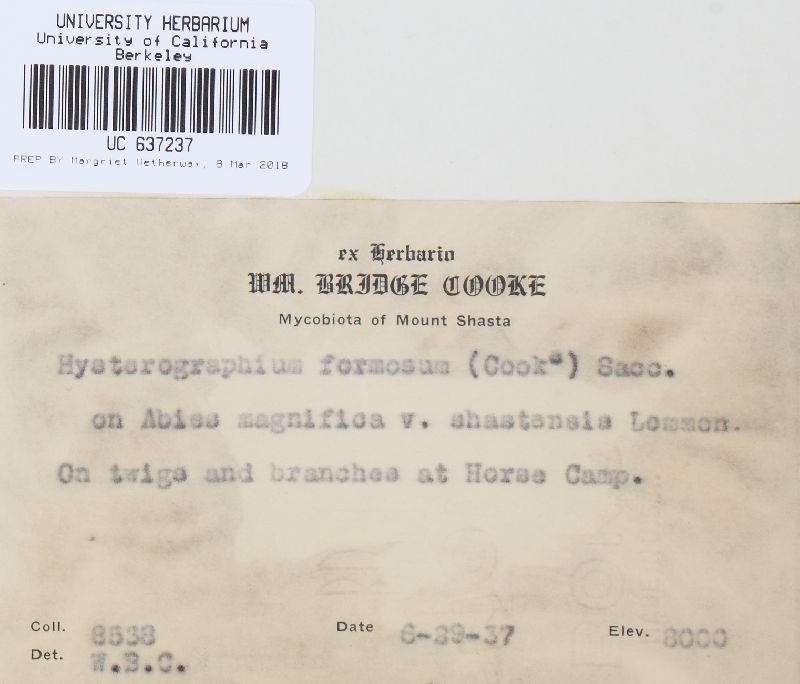 UNIVERSITY HERBARIUM
University of California
Berkeley
UC 637237
PREP BY Margriet Wetherwax, 8 Mar 2018
ex Herbario
WM. BRIDGE COOKE
Mycobiota of Mount Shasta
Hysterographium formosum (Cooke) Sacc.
on Abies magnifica v. shastensis Lemmon.
On twigs and branches at Horse Camp.
Coll. 8538 Date 6-29-37 Elev. 8000
Det. W.B.C.